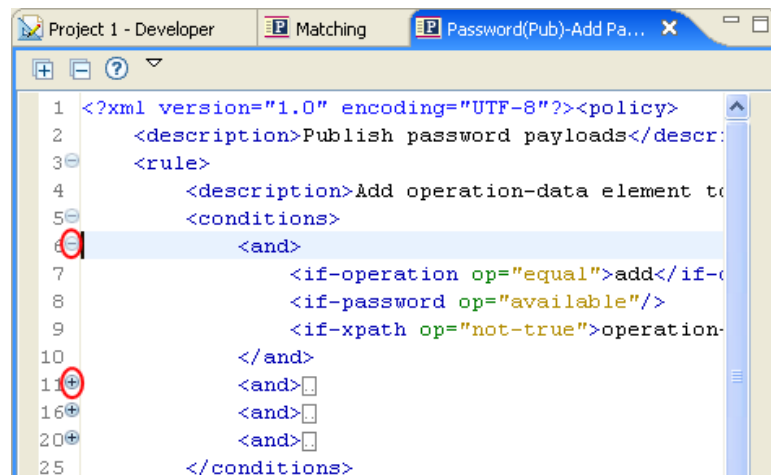 Project 1 - Developer Matching Password(Pub)-Add Pa...
1 <?xml version="1.0" encoding="UTF-8"?><policy>
2 <description>Publish password payloads</descr
3 <rule>
4 <description>Add operation-data element to
5 <conditions>
6 <and>
7 <if-operation op="equal">add</if-
8 <if-password op="available"/>
9 <if-xpath op="not-true">operation-
10 </and>
11 <and>
16 <and>
20 <and>
25 </conditions>